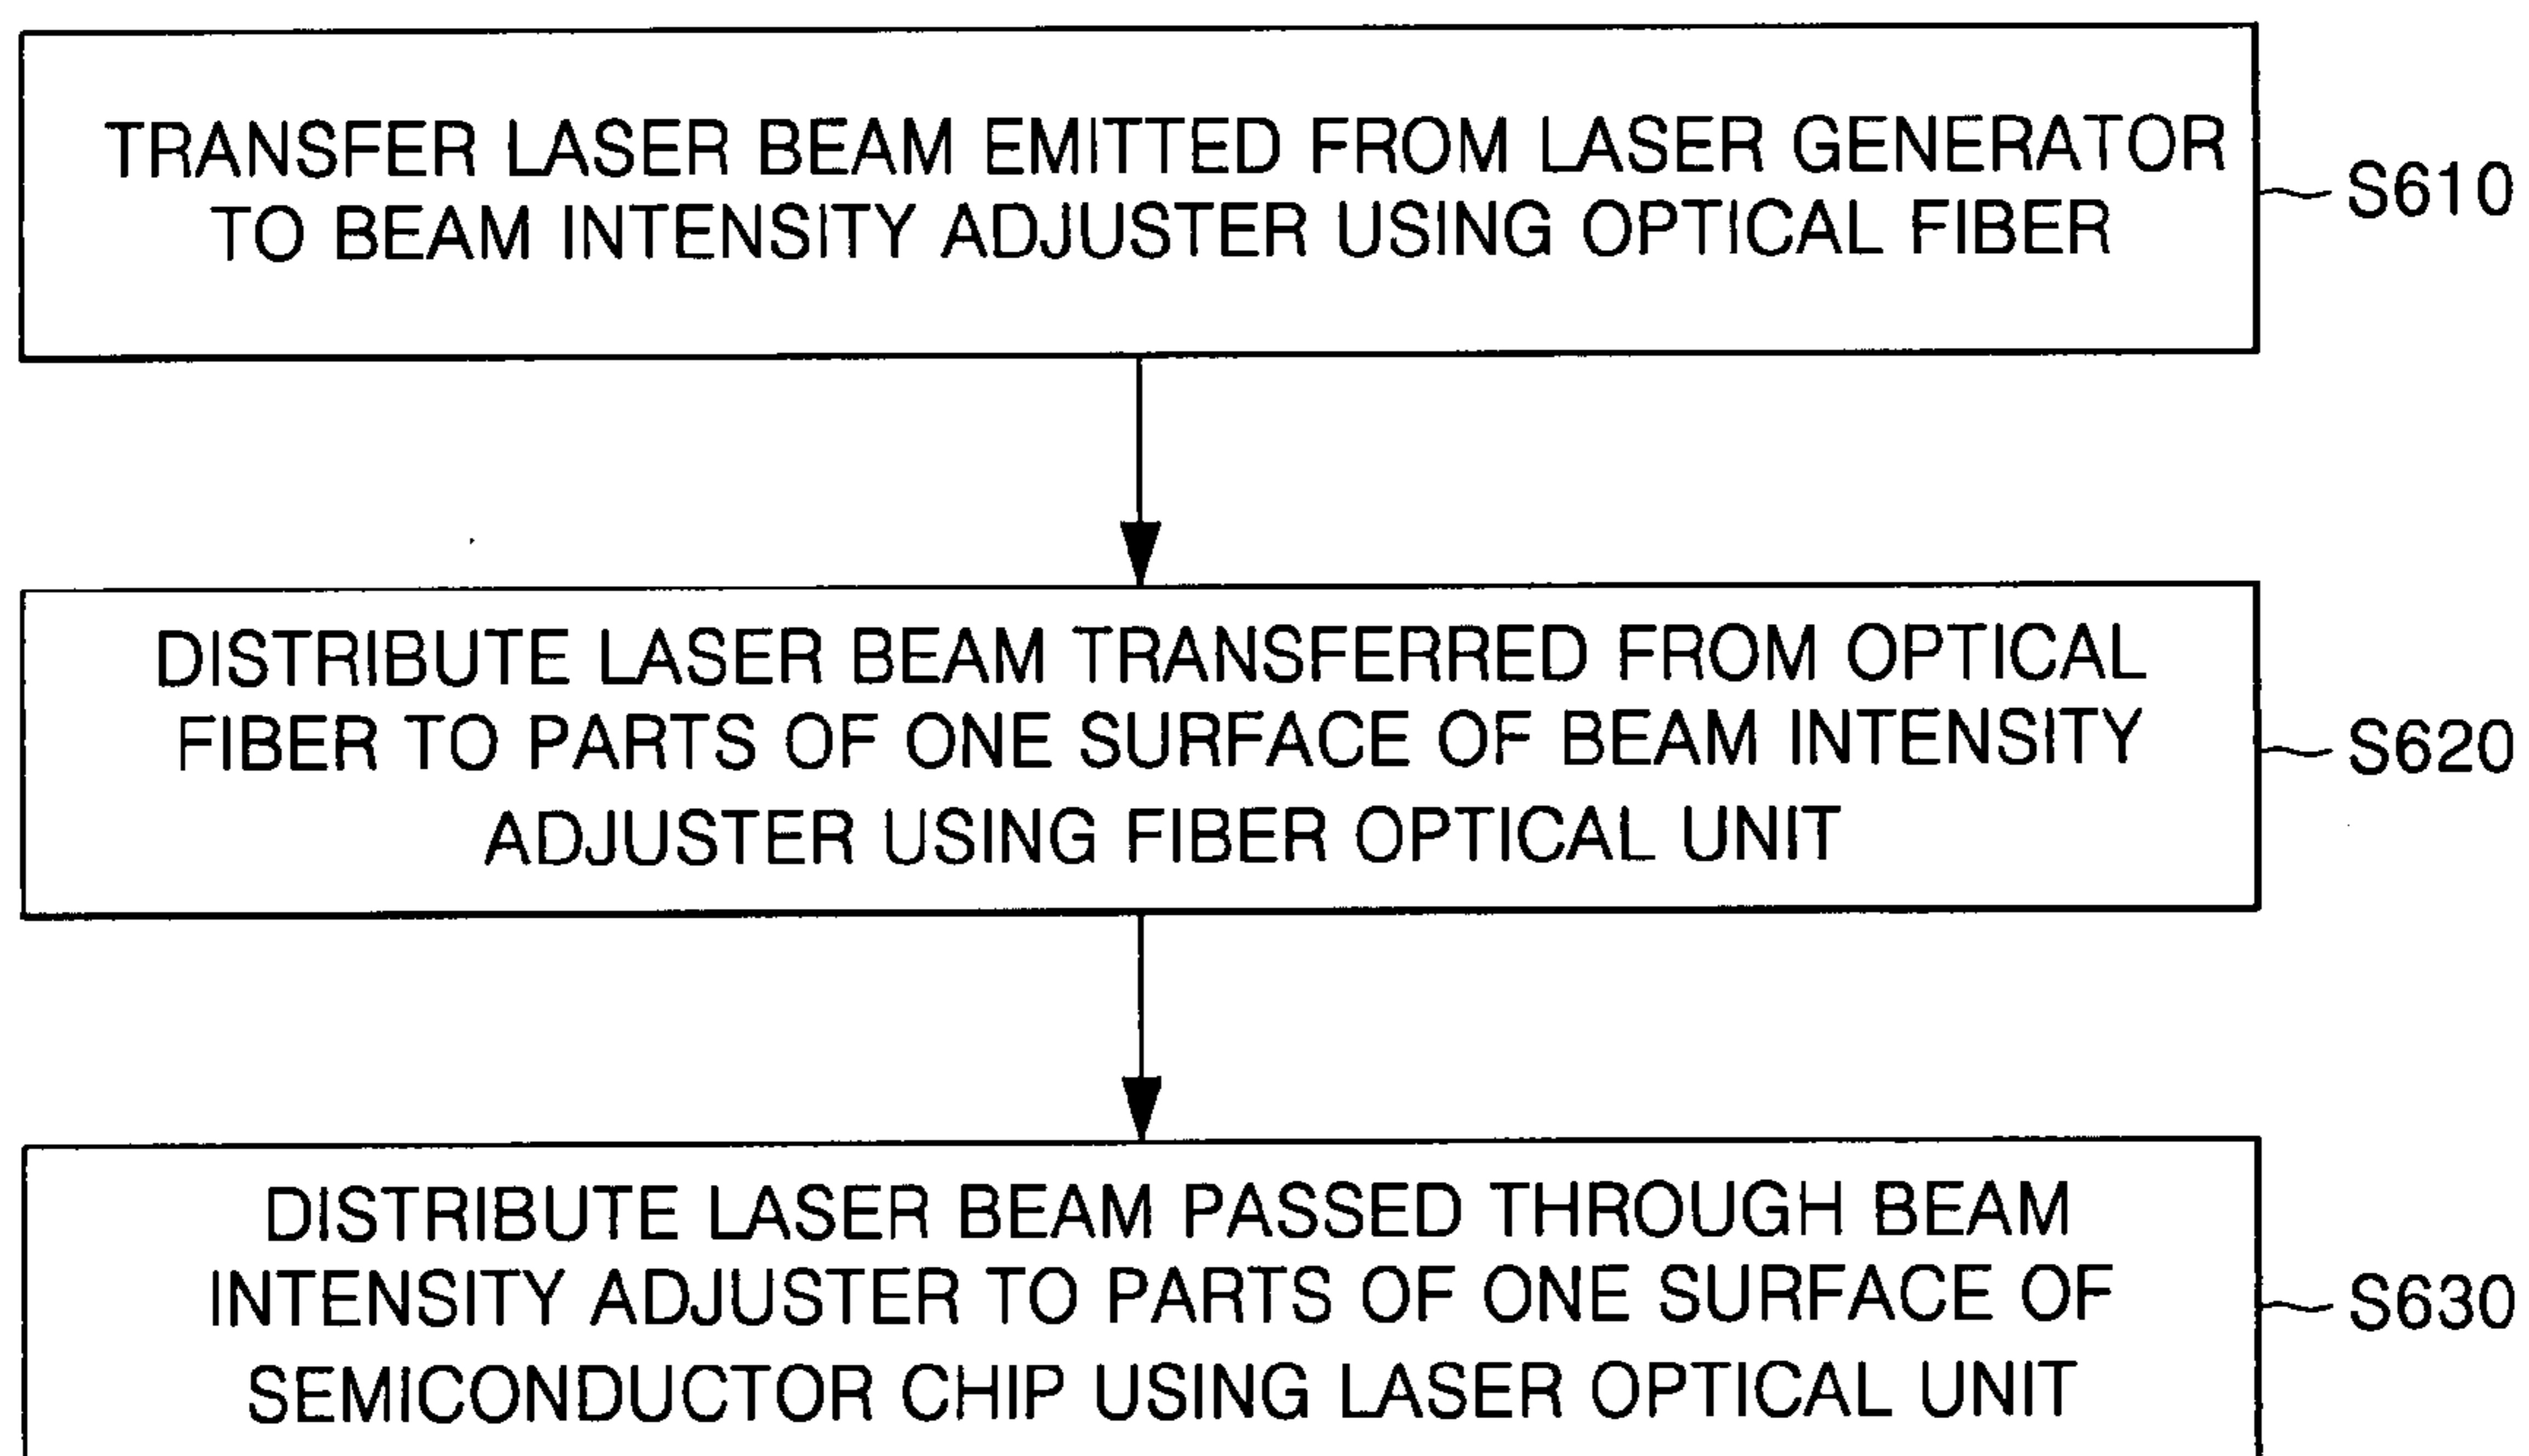 TRANSFER LASER BEAM EMITTED FROM LASER GENERATOR
TO BEAM INTENSITY ADJUSTER USING OPTICAL FIBER
S610
DISTRIBUTE LASER BEAM TRANSFERRED FROM OPTICAL
FIBER TO PARTS OF ONE SURFACE OF BEAM INTENSITY
ADJUSTER USING FIBER OPTICAL UNIT
S620
DISTRIBUTE LASER BEAM PASSED THROUGH BEAM
INTENSITY ADJUSTER TO PARTS OF ONE SURFACE OF
SEMICONDUCTOR CHIP USING LASER OPTICAL UNIT
S630